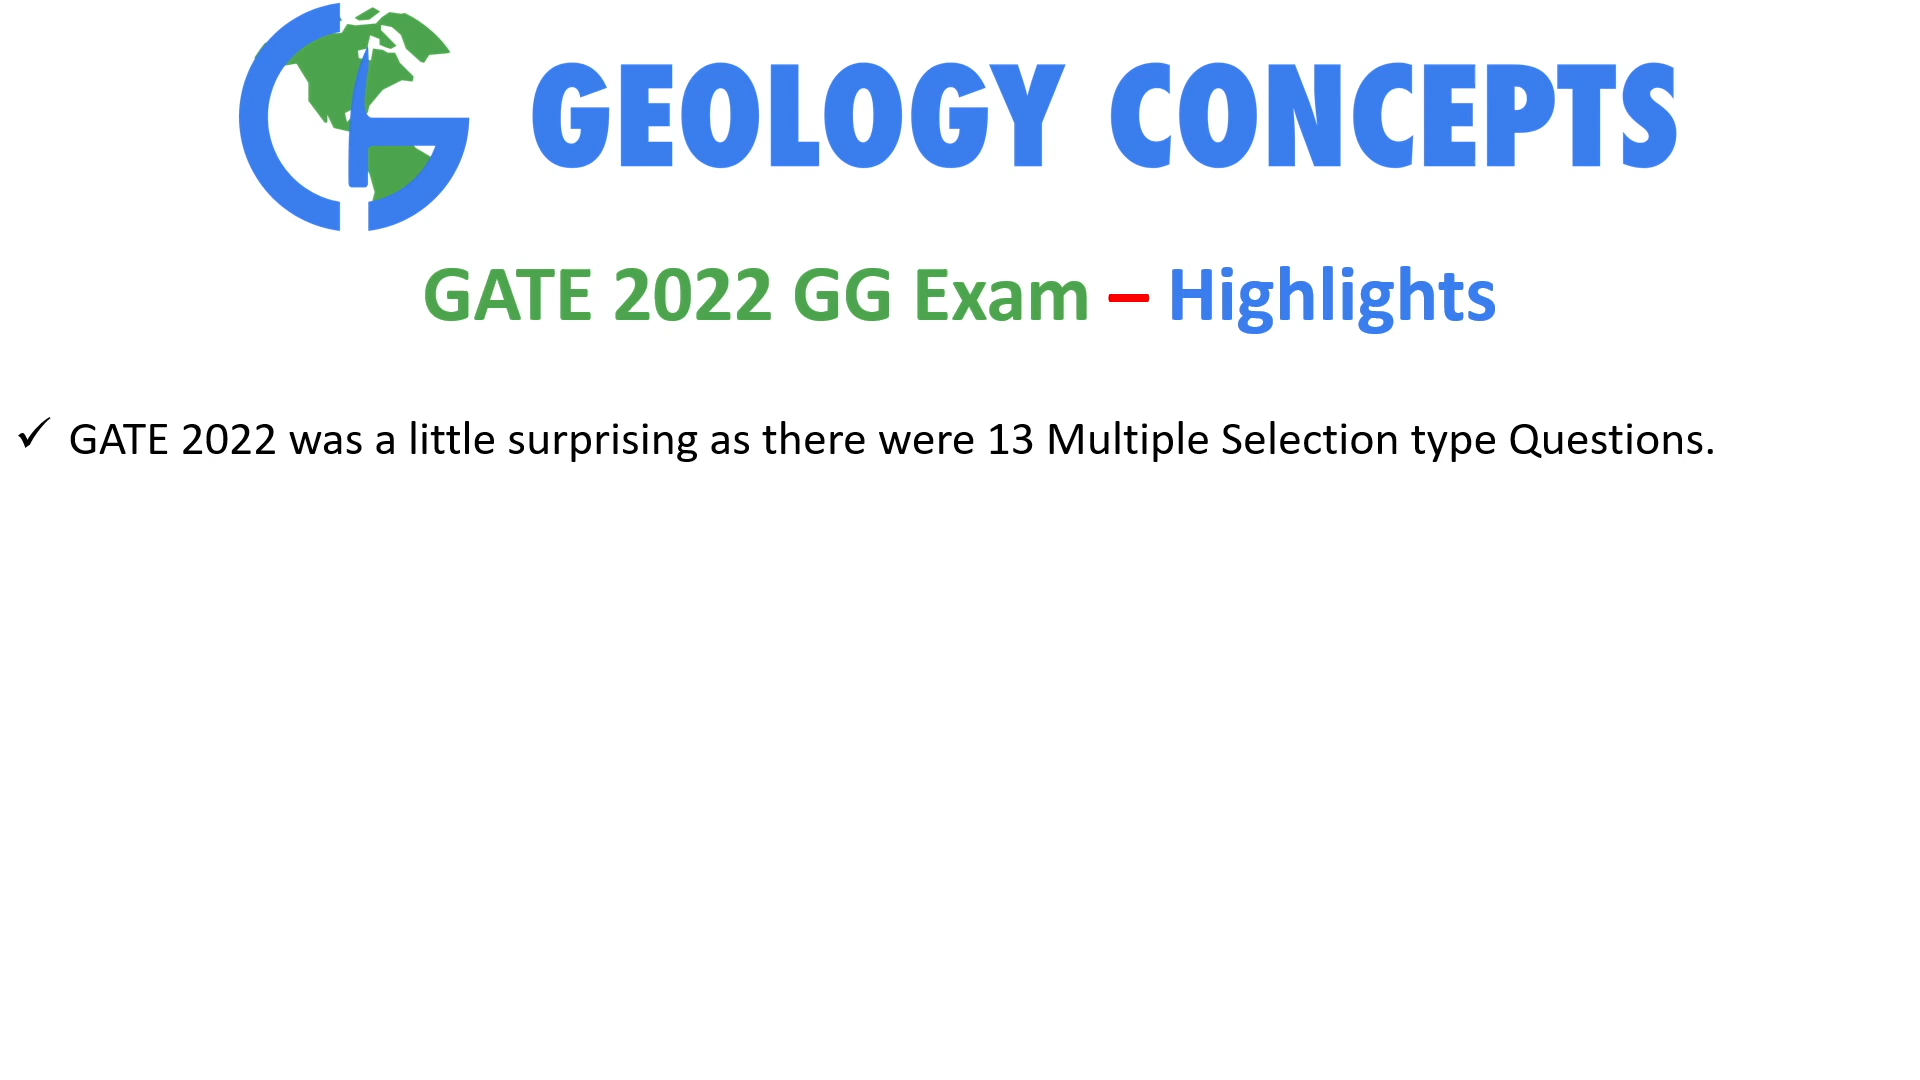 GEOLOGY CONCEPTS
GATE 2022 GG Exam – Highlights
✓ GATE 2022 was a little surprising as there were 13 Multiple Selection type Questions.